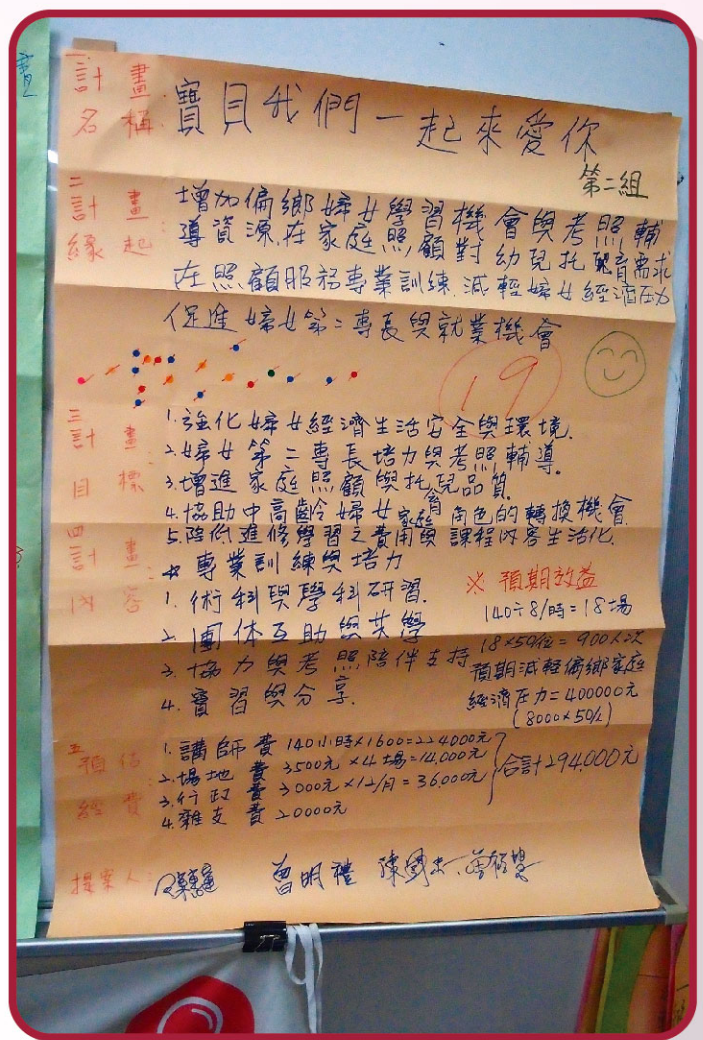 一.計畫名稱:寶貝我們一起來愛你
第二組
二計畫緣起:增加偏鄉婦女學習機會與考照輔
導資源.在家庭照顧對幼兒托育需求
在照顧服務專業訓練.減輕婦女經濟壓力
促進婦女第二專長與就業機會
19
三計畫目標
1.強化婦女經濟生活安全與環境.
2.婦女第二專長培力與考照輔導.
3.增進家庭照顧與托育品質
4.協助中高齡婦女家庭角色的轉換機會.
5.陪伴進修學習之費用與課程內容生活化.
四計畫內容:
專業訓練與培力
1.術科與學科研習.
2.團体互助與共學
3.協力與考照陪伴支持
4.實習與分享.
※預期效益
140÷8/時=18場
18×50/位=900人次
預期減輕偏鄉家庭
經濟压力=400000元
(8000×50人)
五預估經費
1.講師費 140小時×1600=224000元
2.場地費 3500元×4場=14,000元
3.行政費 3000元×12/月=36,000元
4.雜支費 20000元
合計294,000元
提案人:
曾明禮 陳國